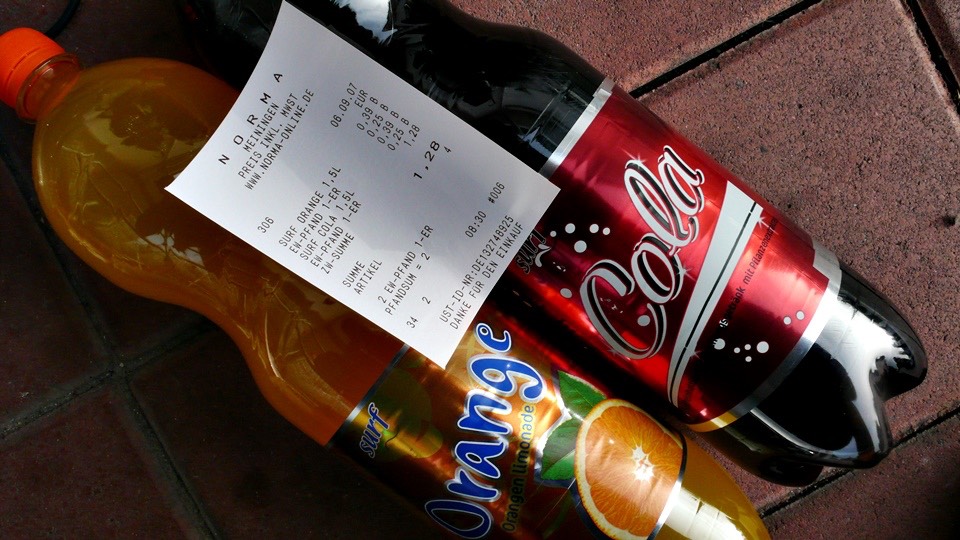 N O R M A
MEININGEN
PREIS INKL. MWST
WWW.NORMA-ONLINE.DE
306 06.09.07
EUR
SURF ORANGE 1,5L 0,39 B
EW-PFAND 1-ER 0,25 B
SURF COLA 1,5L 0,39 B
EW-PFAND 1-ER 0,25 B
ZW-SUMME 1,28
SUMME 1,28
ARTIKEL 4
2 EW-PFAND 1-ER
PFANDSUM = 2
34 2 08:30 #006
UST-ID-NR:DE132748925
DANKE FÜR DEN EINKAUF
surf
Cola
mit
surf
Orange
Orangenlimonade